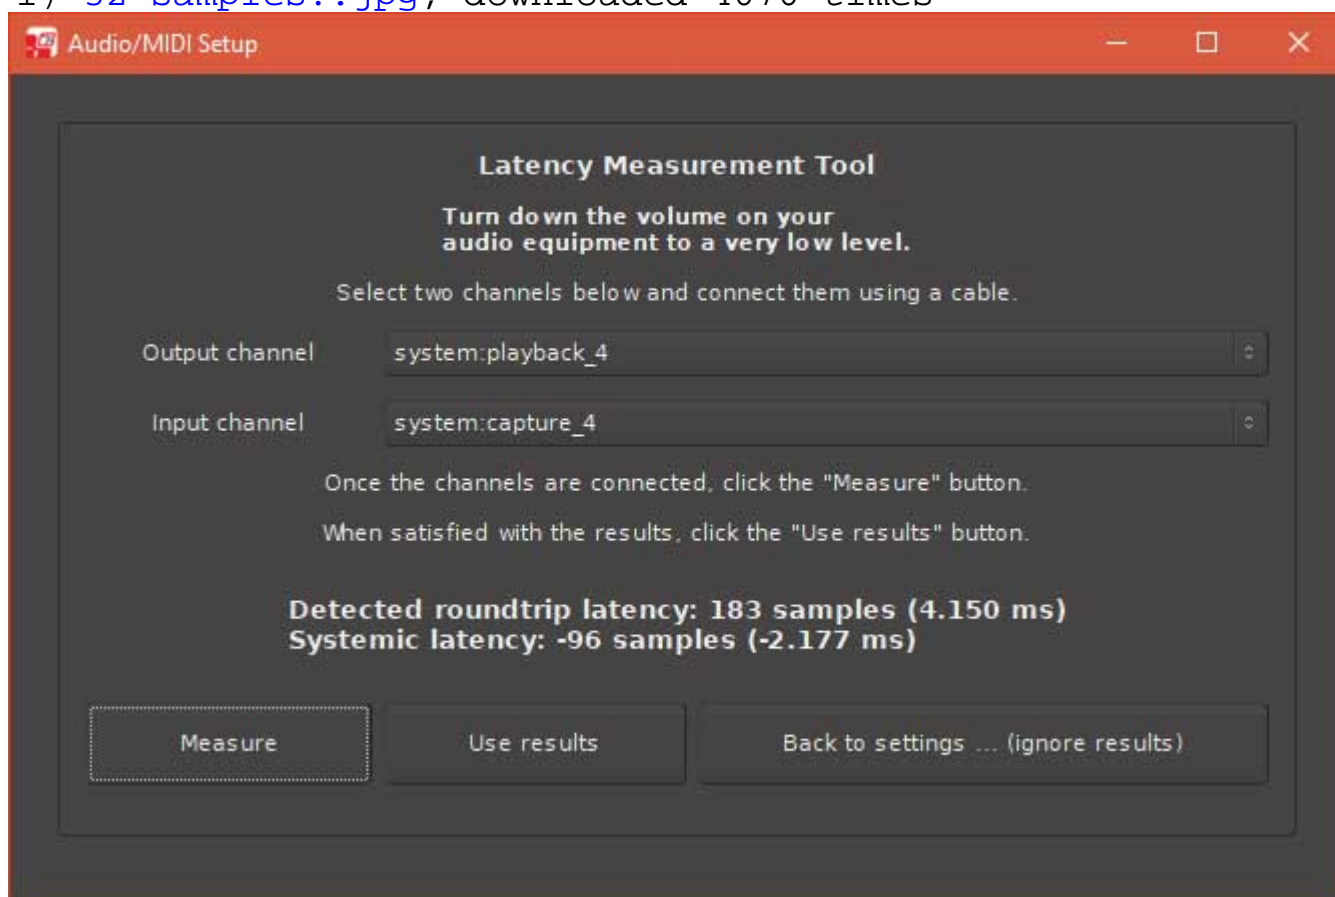 Audio/MIDI Setup
Latency Measurement Tool
Turn down the volume on your
audio equipment to a very low level.
Select two channels below and connect them using a cable.
Output channel system:playback_4
Input channel system:capture_4
Once the channels are connected, click the "Measure" button.
When satisfied with the results, click the "Use results" button.
Detected roundtrip latency: 183 samples (4.150 ms)
Systemic latency: -96 samples (-2.177 ms)
Measure Use results Back to settings ... (ignore results)